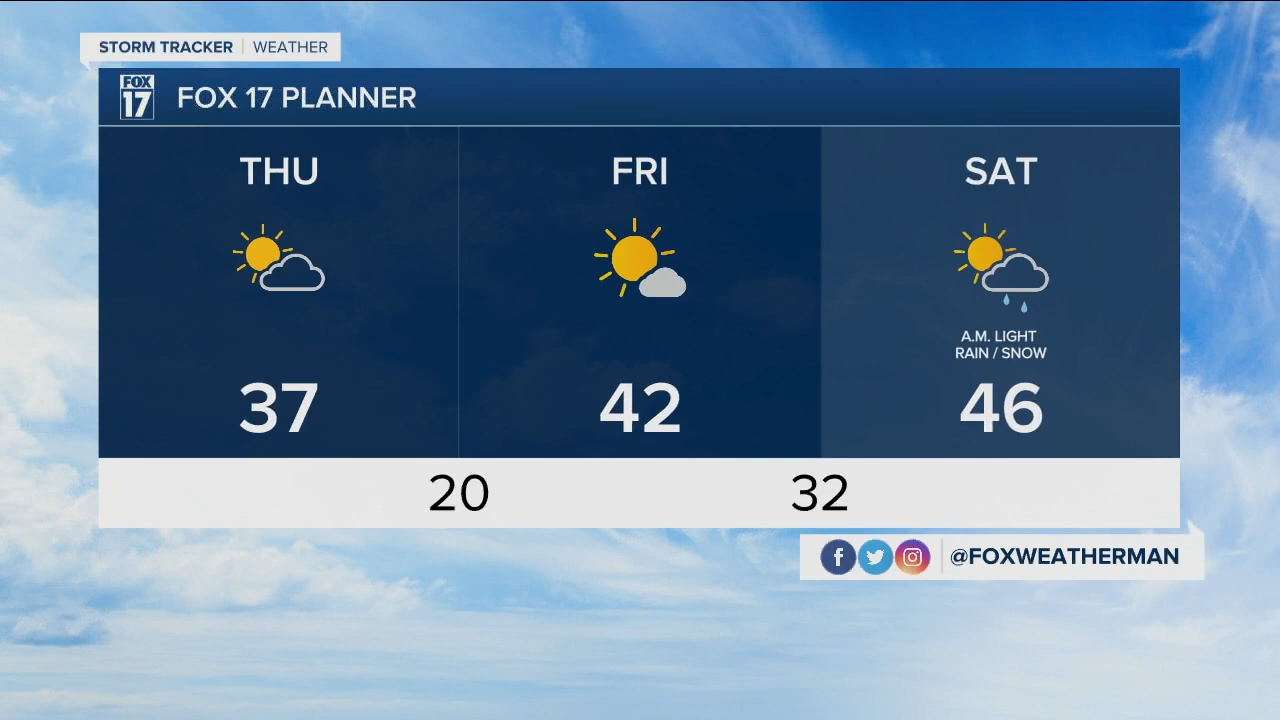 STORM TRACKER WEATHER
FOX
17
FOX 17 PLANNER
THU
FRI
SAT
A.M. LIGHT
RAIN / SNOW
37
42
46
20
32
f
@FOXWEATHERMAN